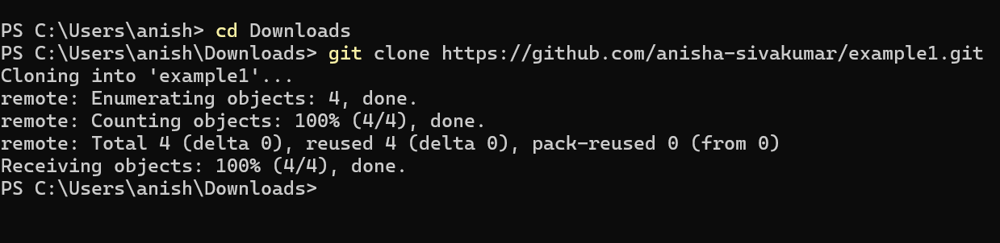 PS C:\Users\anish> cd Downloads
PS C:\Users\anish\Downloads> git clone https://github.com/anisha-sivakumar/example1.git
Cloning into 'example1'...
remote: Enumerating objects: 4, done.
remote: Counting objects: 100% (4/4), done.
remote: Total 4 (delta 0), reused 4 (delta 0), pack-reused 0 (from 0)
Receiving objects: 100% (4/4), done.
PS C:\Users\anish\Downloads>